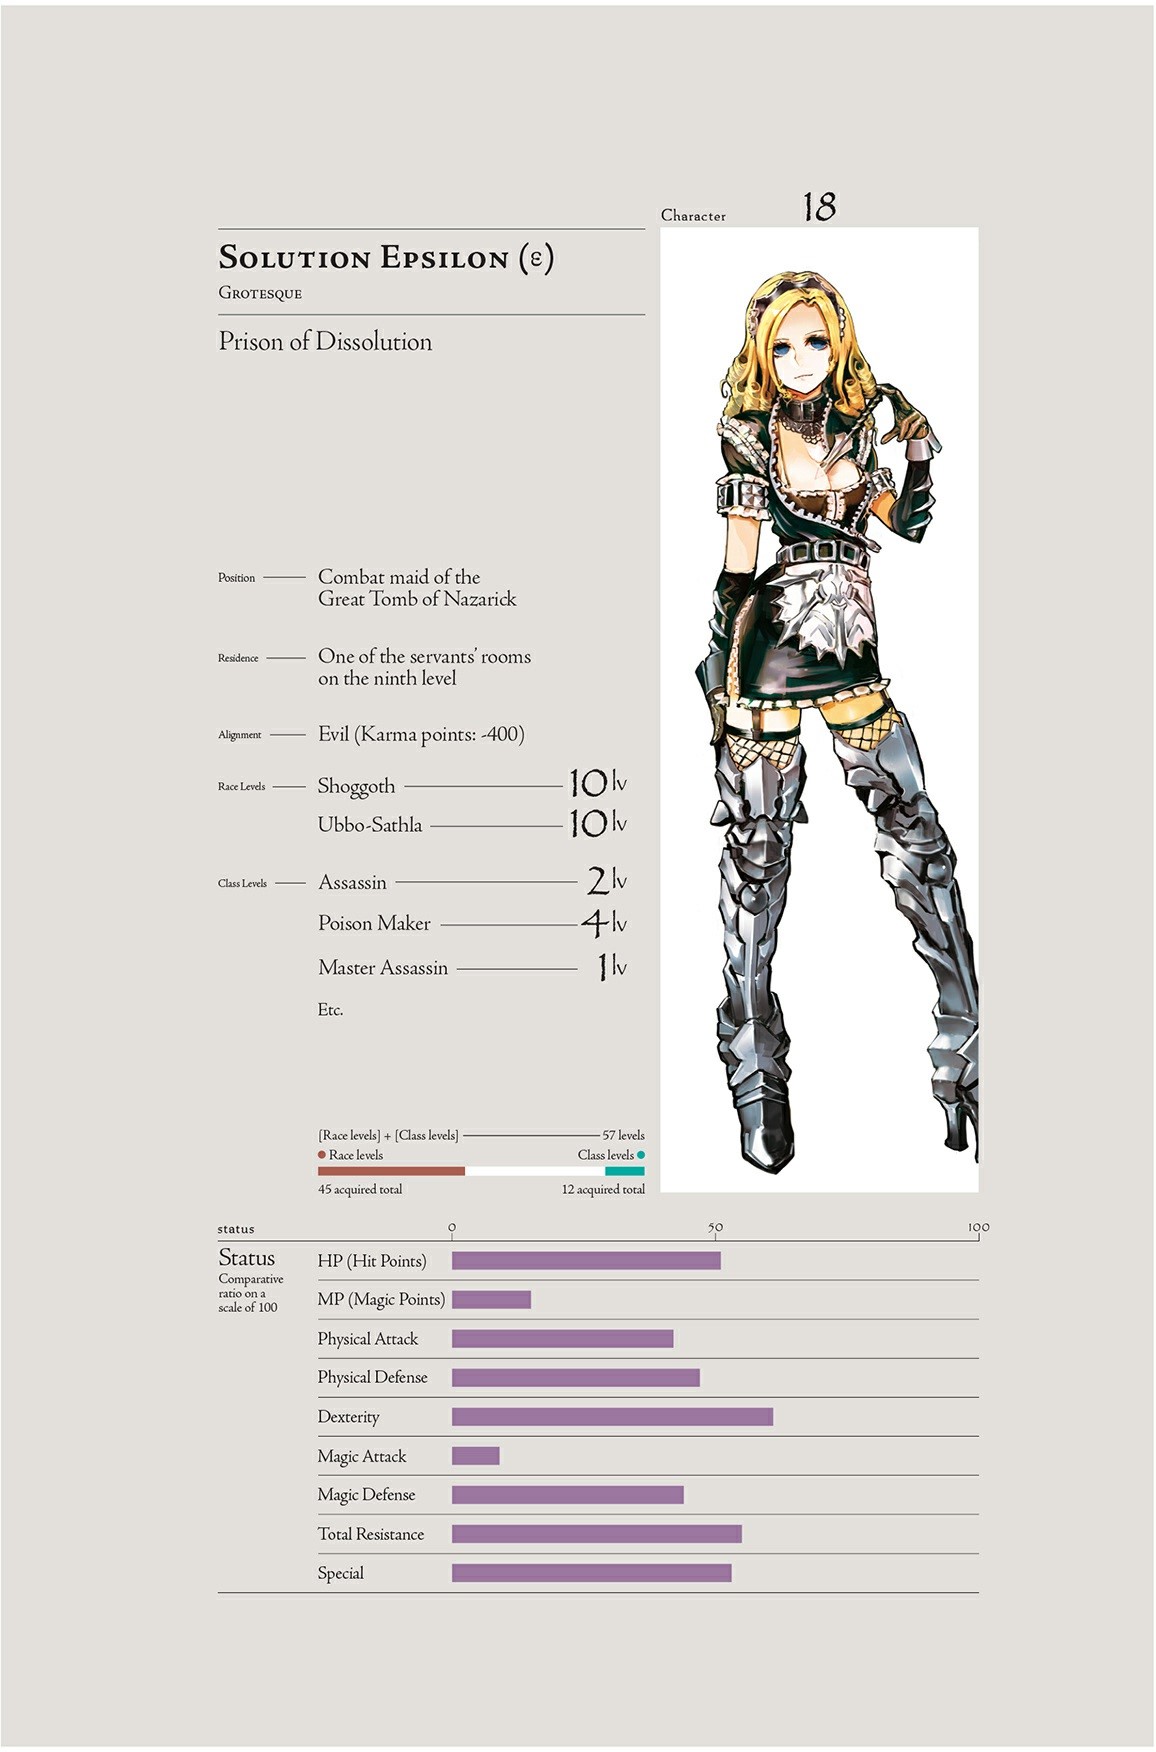 Character 18
SOLUTION EPSILON (ε)
GROTESQUE
Prison of Dissolution
Position
Combat maid of the
Great Tomb of Nazarick
Residence
One of the servants' rooms
on the ninth level
Alignment
Evil (Karma points: -400)
Race Levels
Shoggoth 10 lv
Ubbo-Sathla 10 lv
Class Levels
Assassin 2 lv
Poison Maker 4 lv
Master Assassin 1 lv
Etc.
[Race levels] + [Class levels] 57 levels
Race levels Class levels
45 acquired total 12 acquired total
status 0 50 100
Status
Comparative
ratio on a
scale of 100
HP (Hit Points)
MP (Magic Points)
Physical Attack
Physical Defense
Dexterity
Magic Attack
Magic Defense
Total Resistance
Special